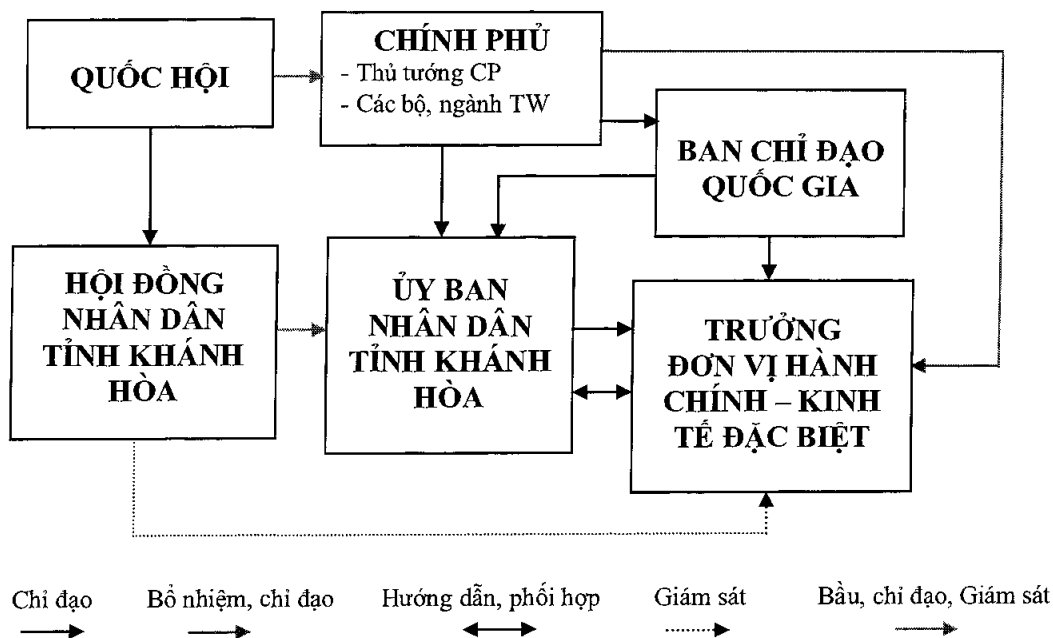 QUỐC HỘI
CHÍNH PHỦ
- Thủ tướng CP
- Các bộ, ngành TW
BAN CHỈ ĐẠO
QUỐC GIA
HỘI ĐỒNG
NHÂN DÂN
TỈNH KHÁNH
HÒA
ỦY BAN
NHÂN DÂN
TỈNH KHÁNH
HÒA
TRƯỞNG
ĐƠN VỊ HÀNH
CHÍNH – KINH
TẾ ĐẶC BIỆT
Chỉ đạo
Bổ nhiệm, chỉ đạo
Hướng dẫn, phối hợp
Giám sát
Bầu, chỉ đạo, Giám sát